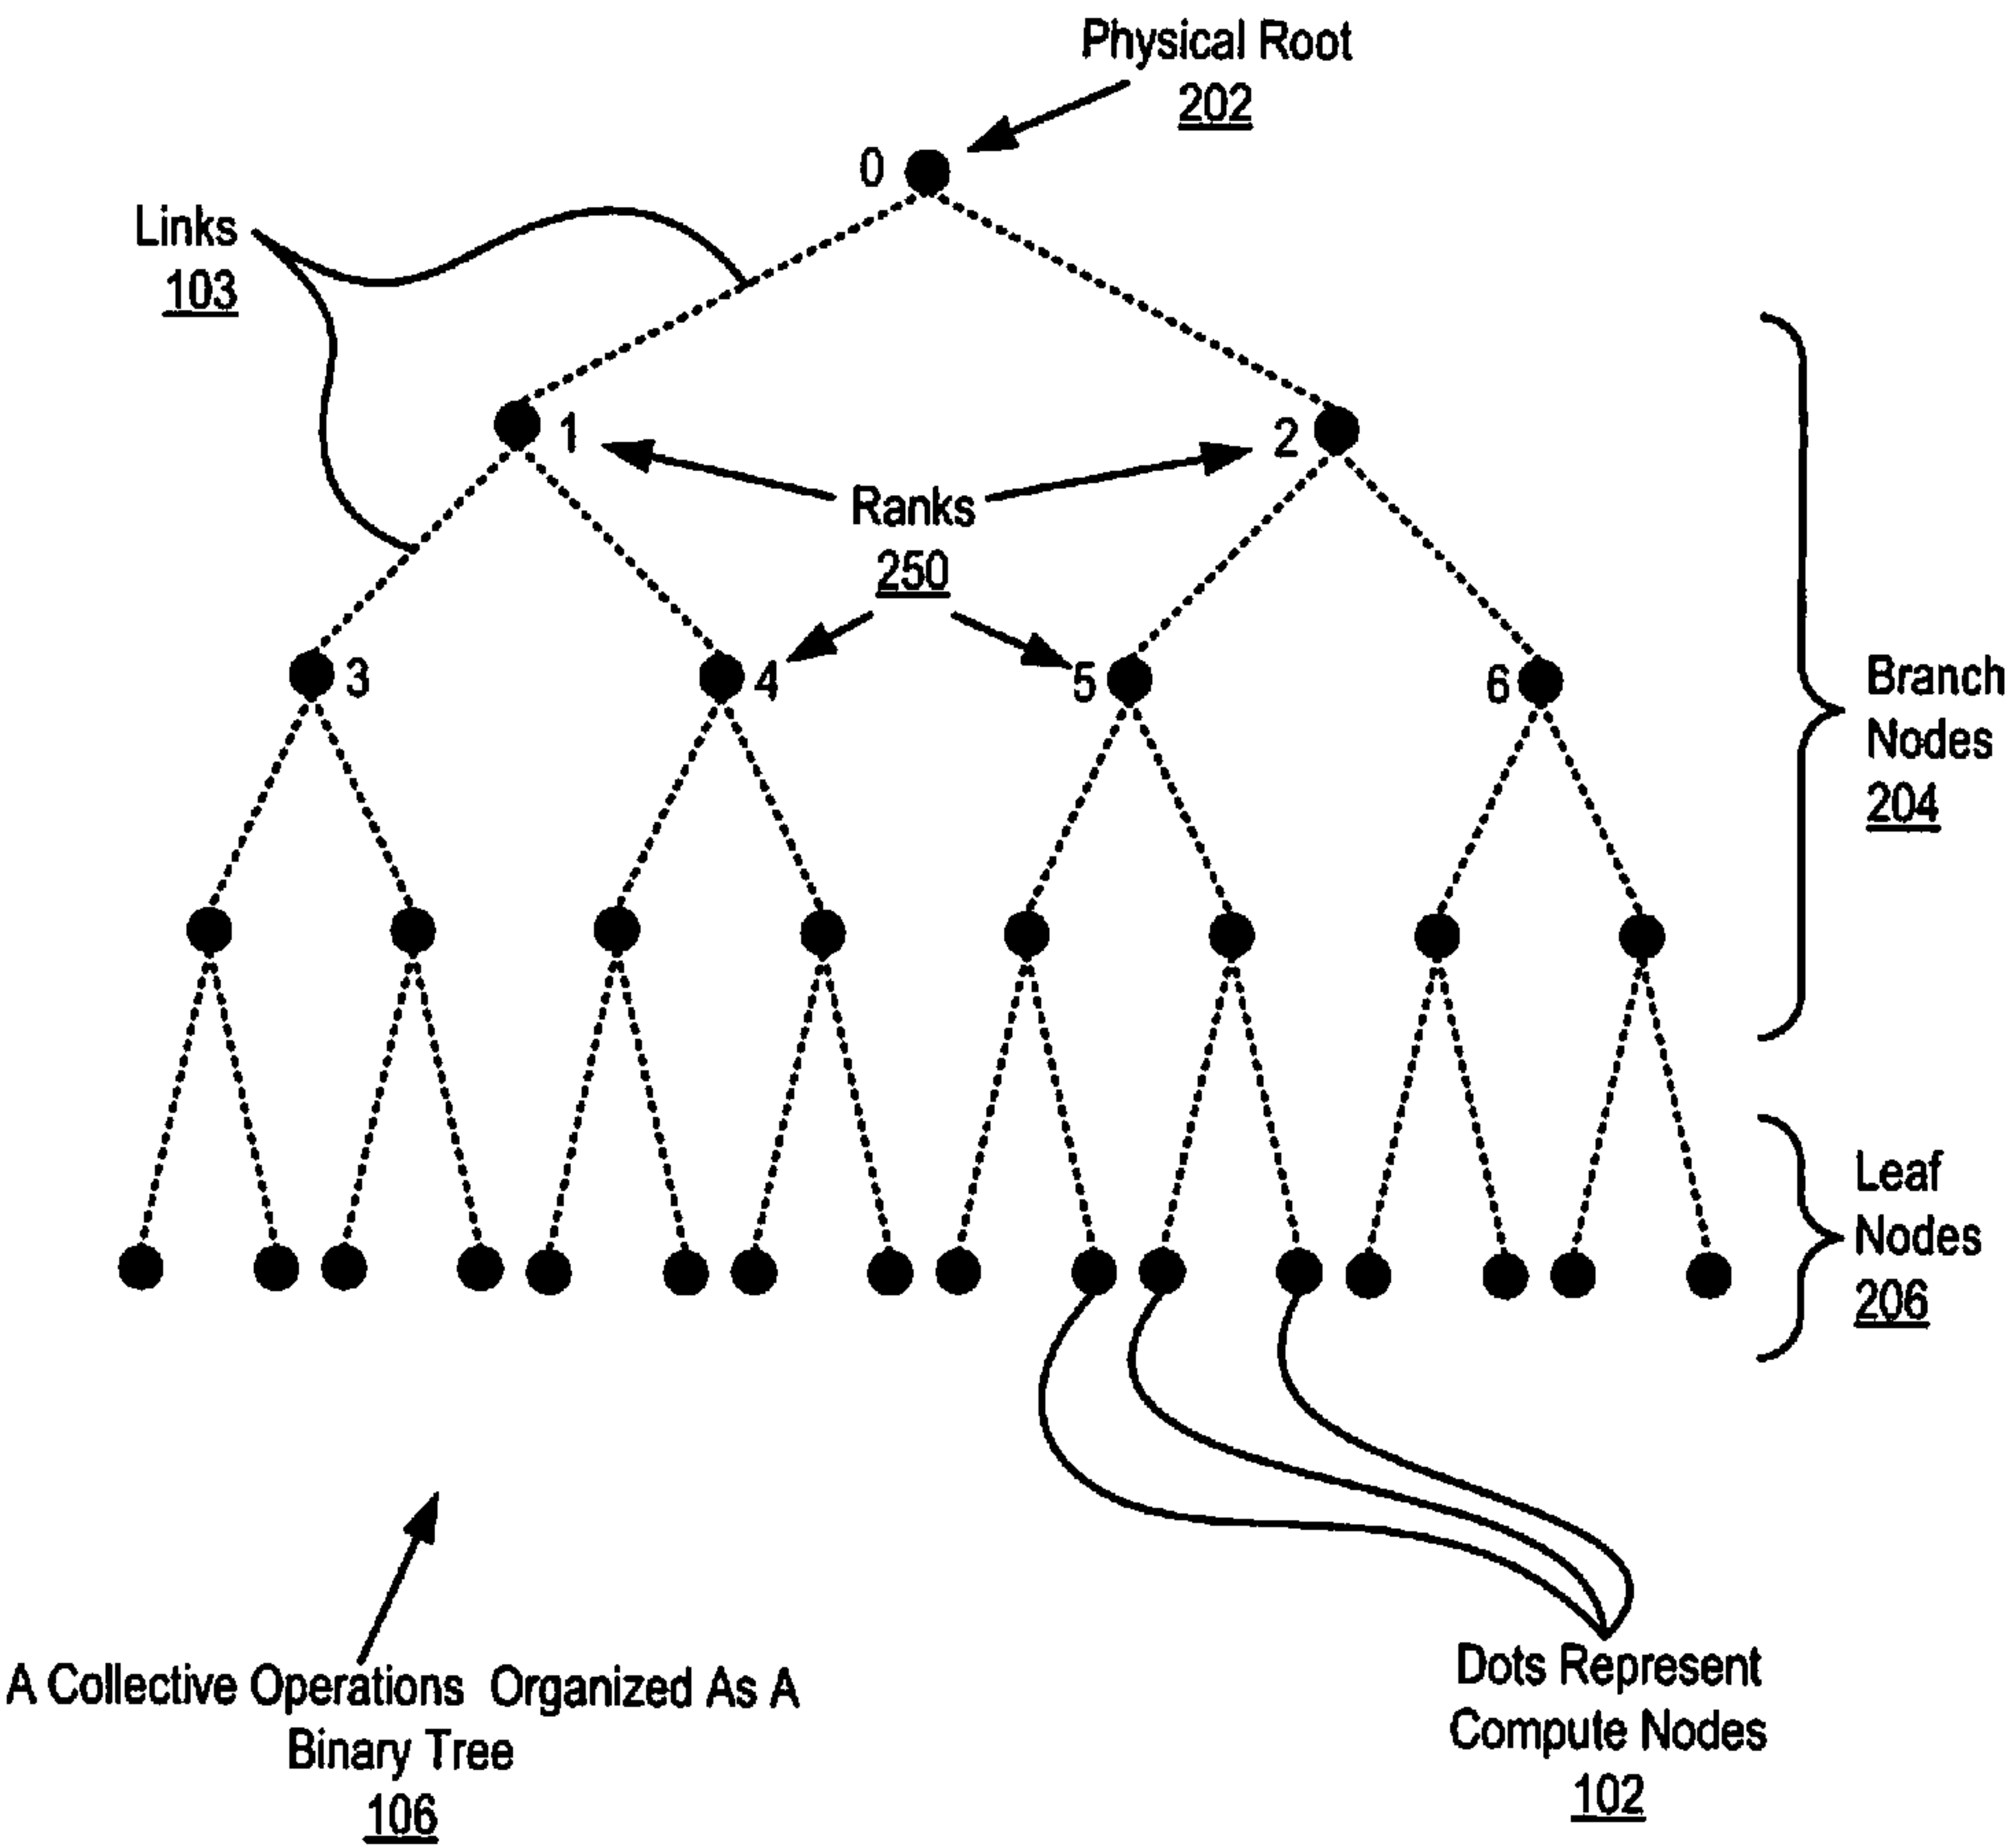 Physical Root
202
0
Links
103
1
2
Ranks
250
3
4
5
6
Branch
Nodes
204
Leaf
Nodes
206
A Collective Operations Organized As A
Binary Tree
106
Dots Represent
Compute Nodes
102